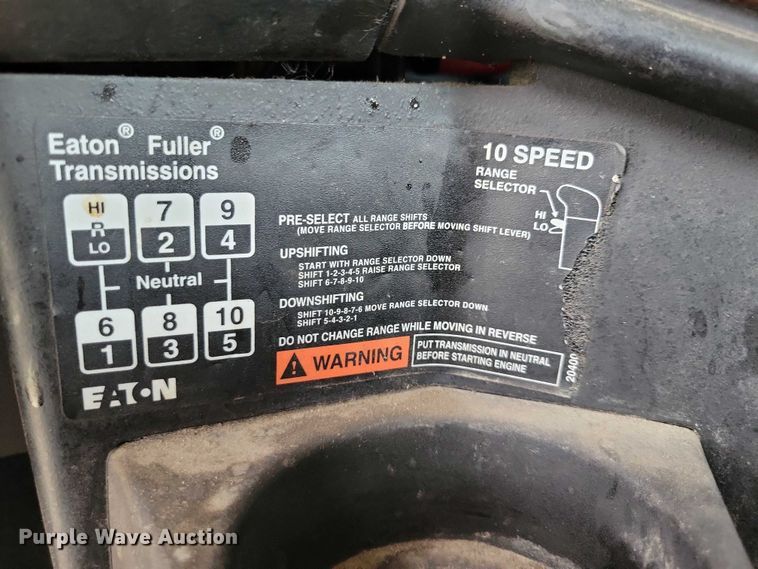 Eaton® Fuller®
Transmissions
HI
R
LO
7
2
9
4
Neutral
6
1
8
3
10
5
EATON
PRE-SELECT ALL RANGE SHIFTS
(MOVE RANGE SELECTOR BEFORE MOVING SHIFT LEVER)
UPSHIFTING
START WITH RANGE SELECTOR DOWN
SHIFT 1-2-3-4-5 RAISE RANGE SELECTOR
SHIFT 6-7-8-9-10
DOWNSHIFTING
SHIFT 10-9-8-7-6 MOVE RANGE SELECTOR DOWN
SHIFT 5-4-3-2-1
DO NOT CHANGE RANGE WHILE MOVING IN REVERSE
WARNING
PUT TRANSMISSION IN NEUTRAL
BEFORE STARTING ENGINE
10 SPEED
RANGE
SELECTOR
HI
LO
Purple Wave Auction